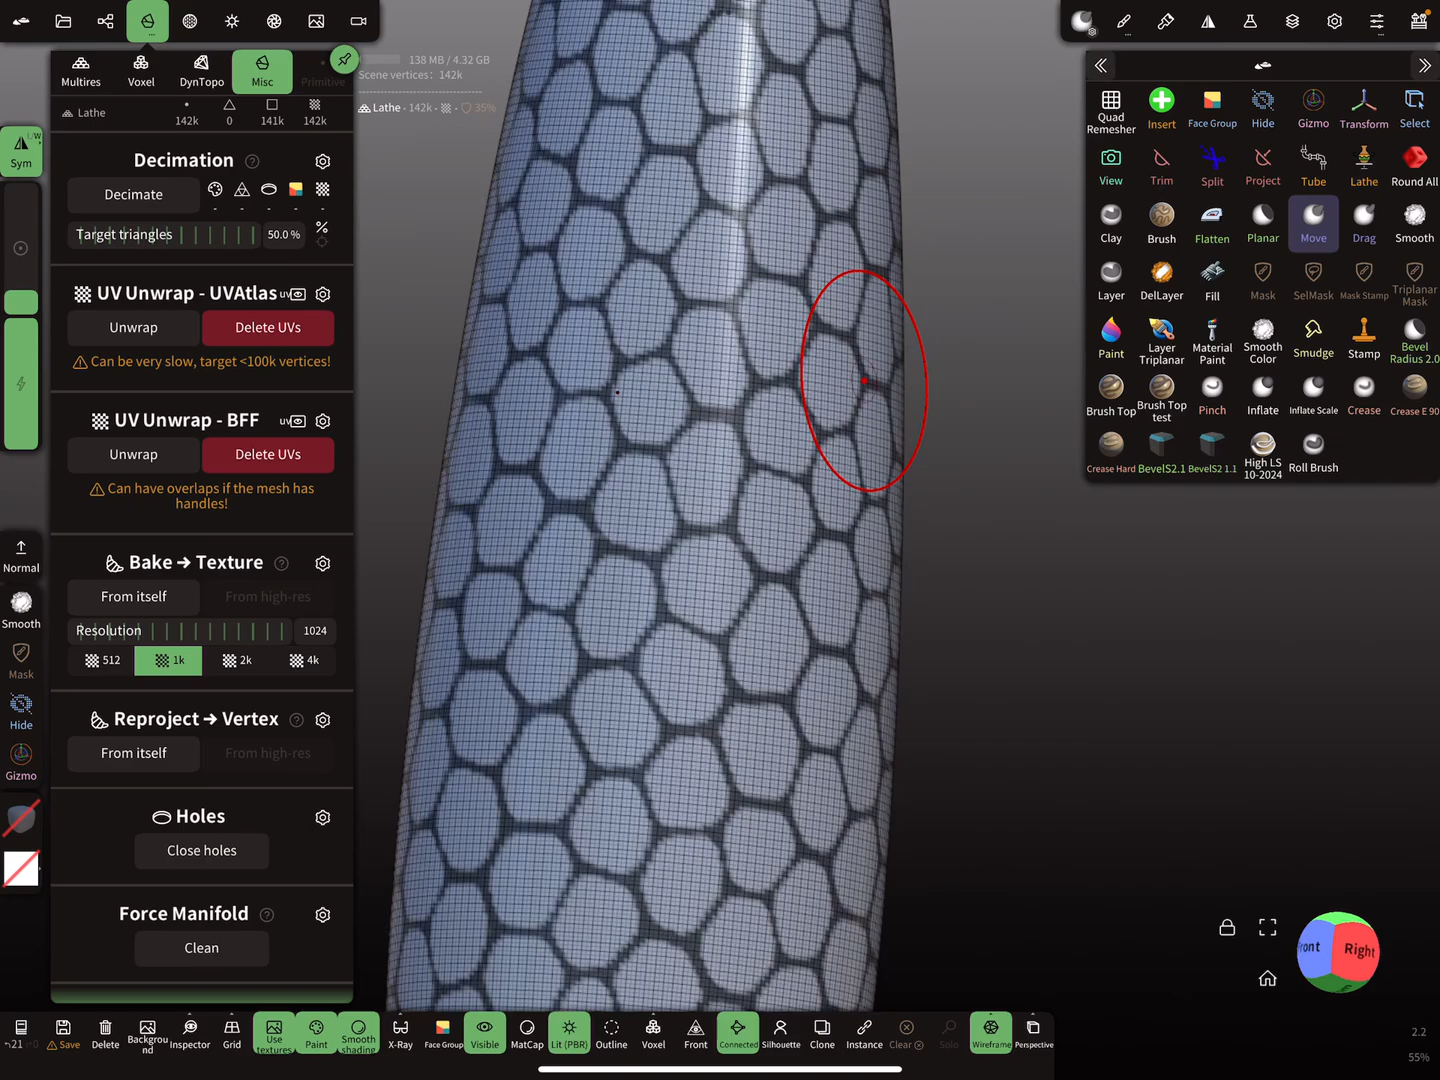 Multires
Voxel
DynTopo
Misc
Primitive
Lathe
142k
0
141k
142k
138 MB / 4.32 GB
Scene vertices: 142k
Lathe - 142k - 35%
Sym
Decimation
Decimate
Target triangles
50.0 %
UV Unwrap - UVAtlas
UV
Unwrap
Delete UVs
Can be very slow, target <100k vertices!
UV Unwrap - BFF
UV
Unwrap
Delete UVs
Can have overlaps if the mesh has
handles!
Bake → Texture
From itself
From high-res
Resolution
1024
512
1k
2k
4k
Reproject → Vertex
From itself
From high-res
Holes
Close holes
Force Manifold
Clean
Normal
Smooth
Mask
Hide
Gizmo
Quad
Remesher
Insert
Face Group
Hide
Gizmo
Transform
Select
View
Trim
Split
Project
Tube
Lathe
Round All
Clay
Brush
Flatten
Planar
Move
Drag
Smooth
Layer
DelLayer
Fill
Mask
SelMask
Mask Stamp
Triplanar
Mask
Paint
Layer
Triplanar
Material
Paint
Smooth
Color
Smudge
Stamp
Bevel
Radius 2.0
Brush Top
Brush Top
test
Pinch
Inflate
Inflate Scale
Crease
Crease E 90
Crease Hard
BevelS2.1
BevelS2 1.1
High LS
10-2024
Roll Brush
Front
Right
21
Save
Delete
Backgrou
nd
Inspector
Grid
Use
textures
Paint
Smooth
shading
X-Ray
Face Group
Visible
MatCap
Lit (PBR)
Outline
Voxel
Front
Connected
Silhouette
Clone
Instance
Clear
Solo
Wireframe
Perspective
2.2
55%